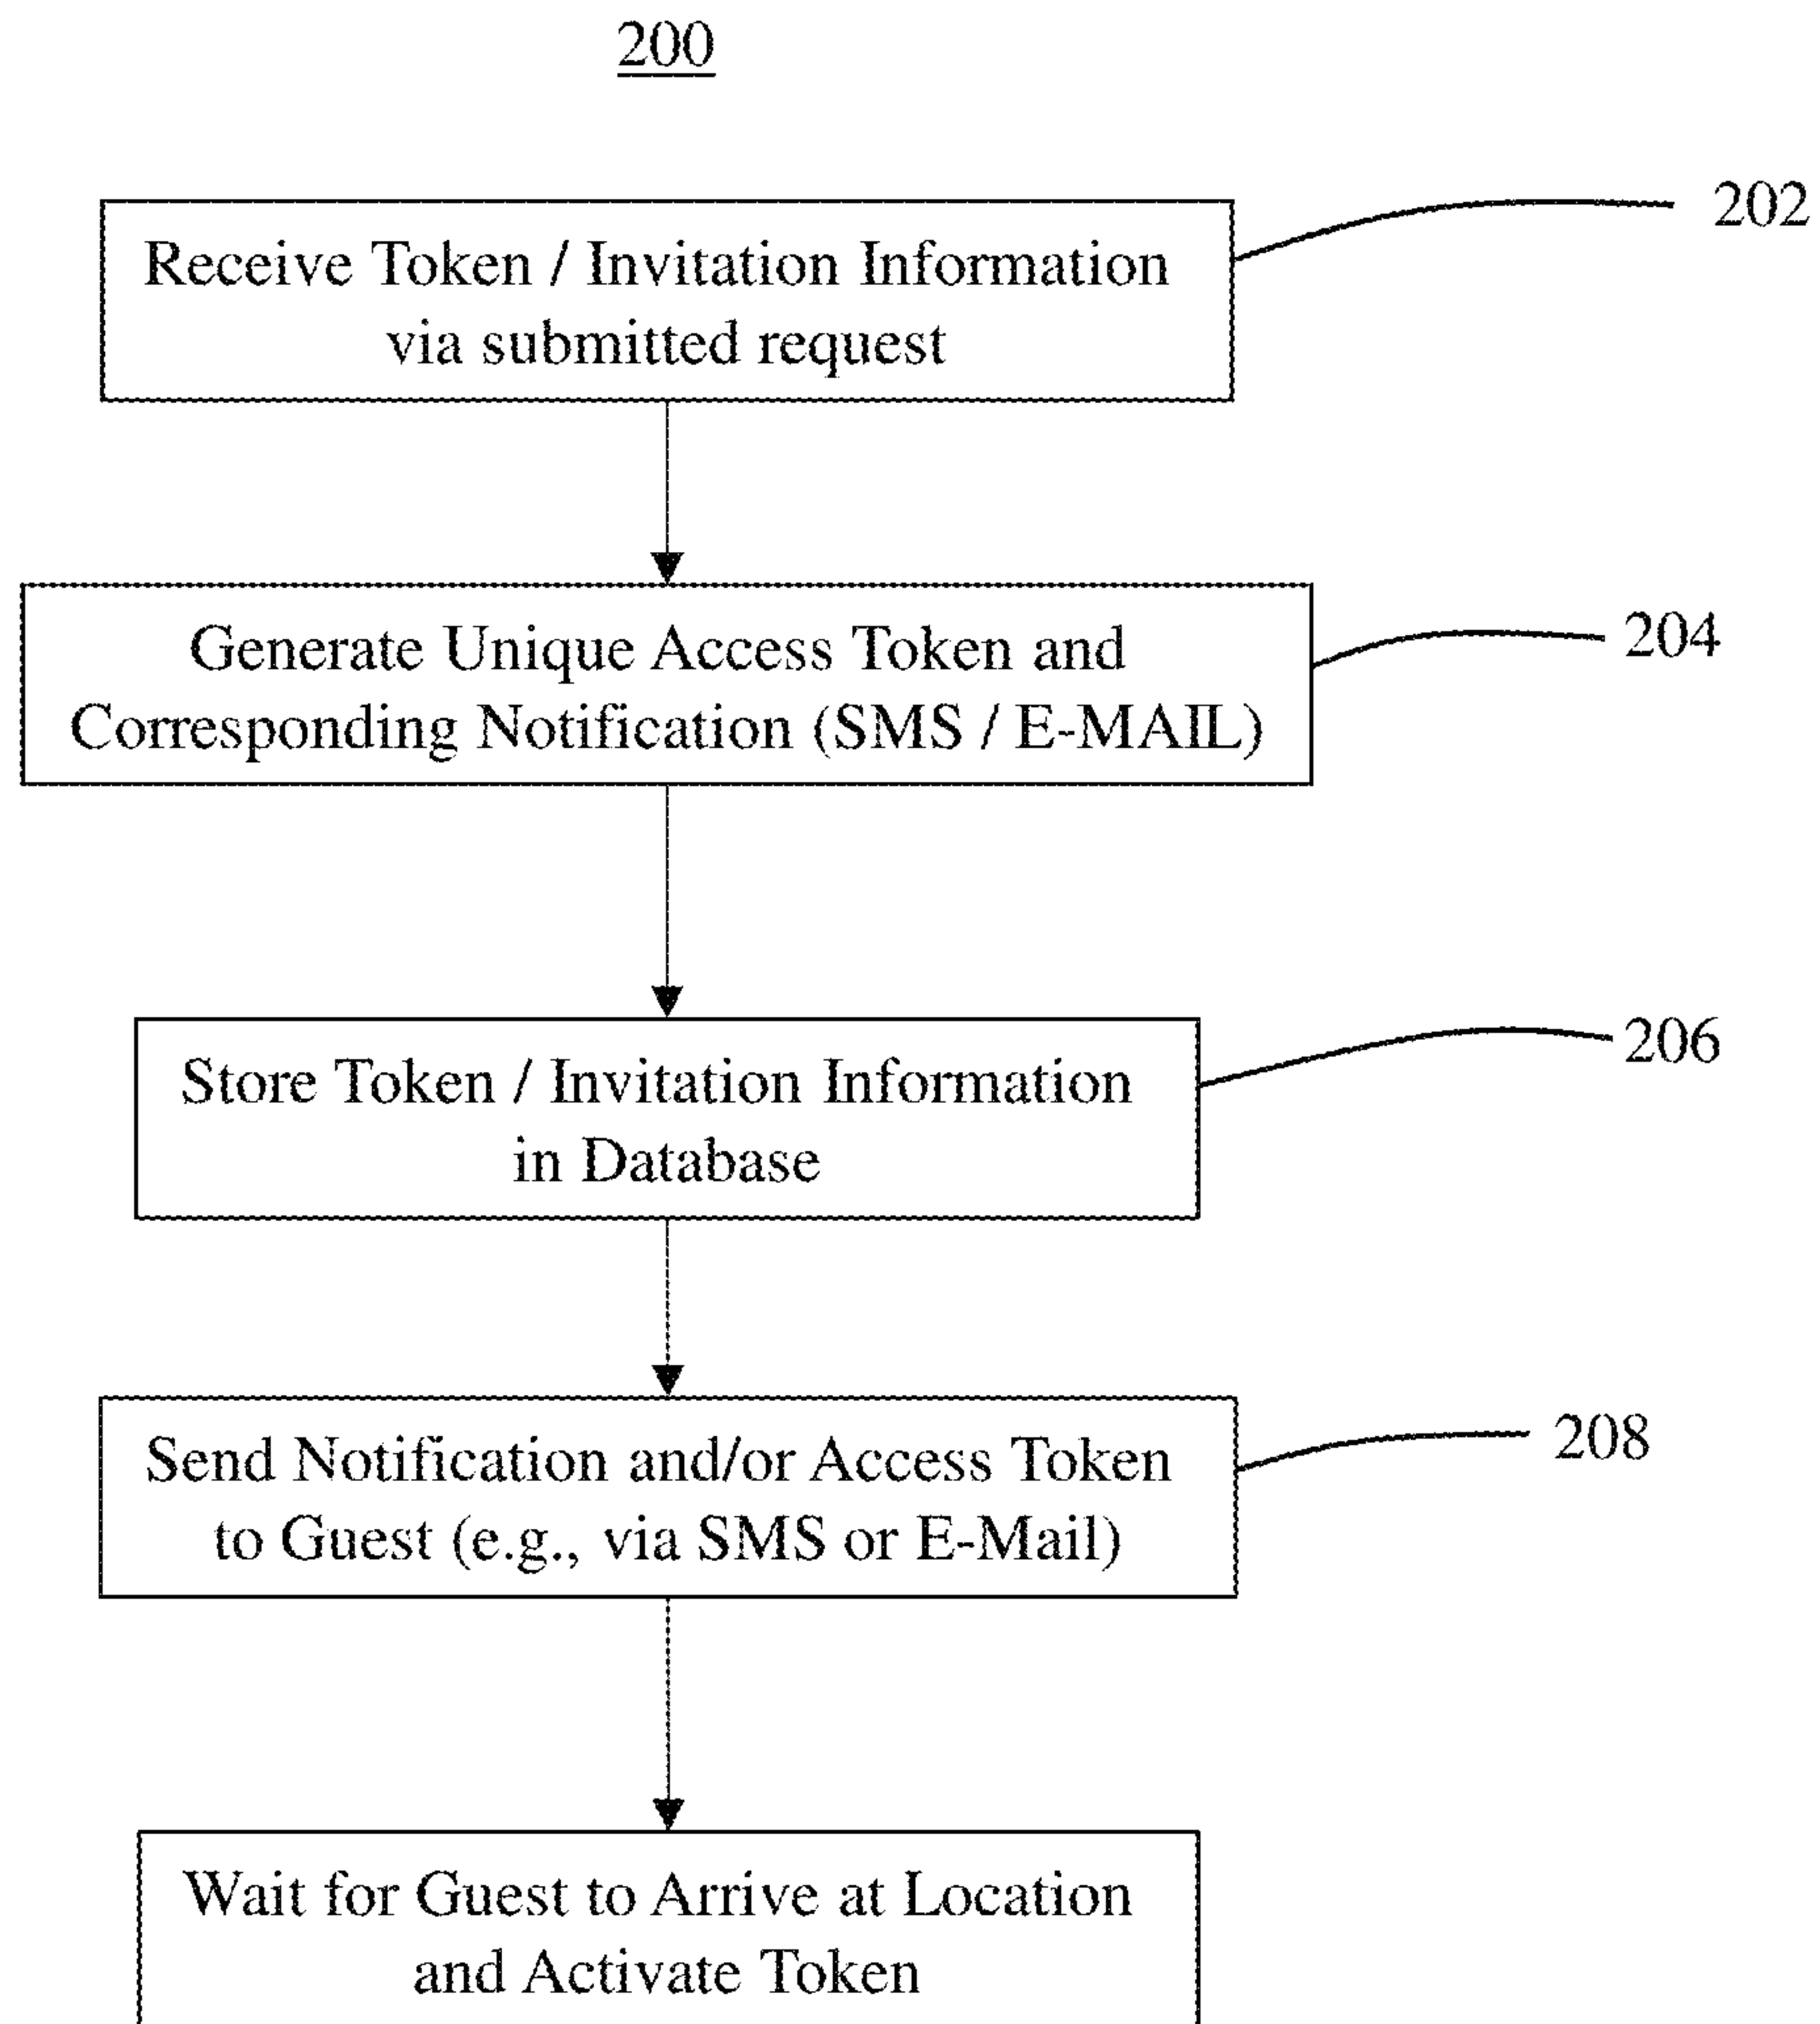 200
202
Receive Token / Invitation Information
via submitted request
204
Generate Unique Access Token and
Corresponding Notification (SMS / E-MAIL)
206
Store Token / Invitation Information
in Database
208
Send Notification and/or Access Token
to Guest (e.g., via SMS or E-Mail)
Wait for Guest to Arrive at Location
and Activate Token